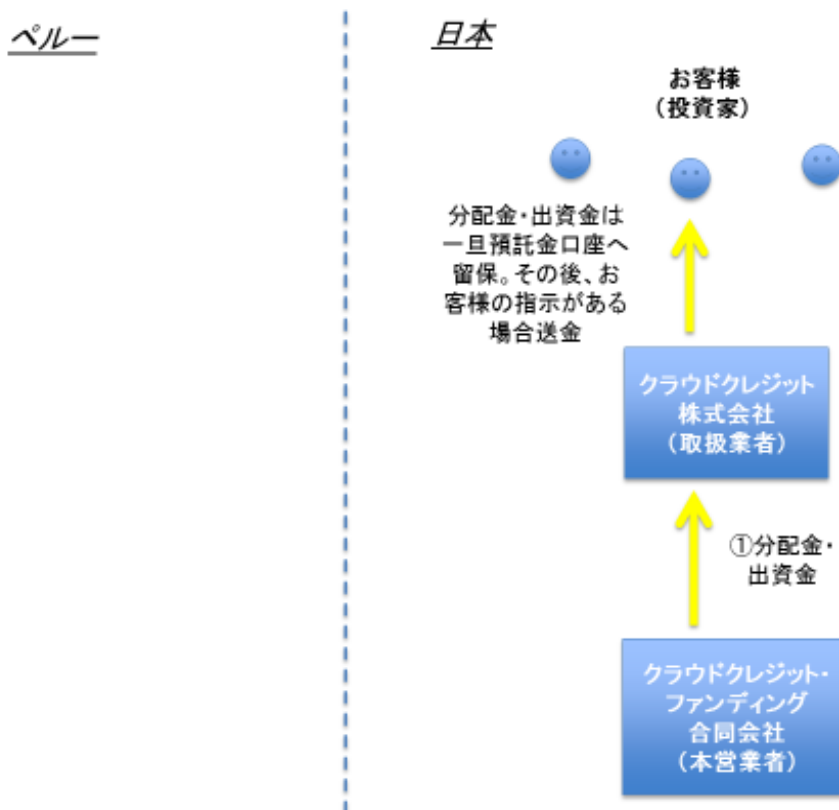 ペルー
日本
お客様
（投資家）
分配金・出資金は
一旦預託金口座へ
留保。その後、お
客様の指示がある
場合送金
クラウドクレジット
株式会社
（取扱業者）
①分配金・
出資金
クラウドクレジット・
ファンディング
合同会社
（本営業者）